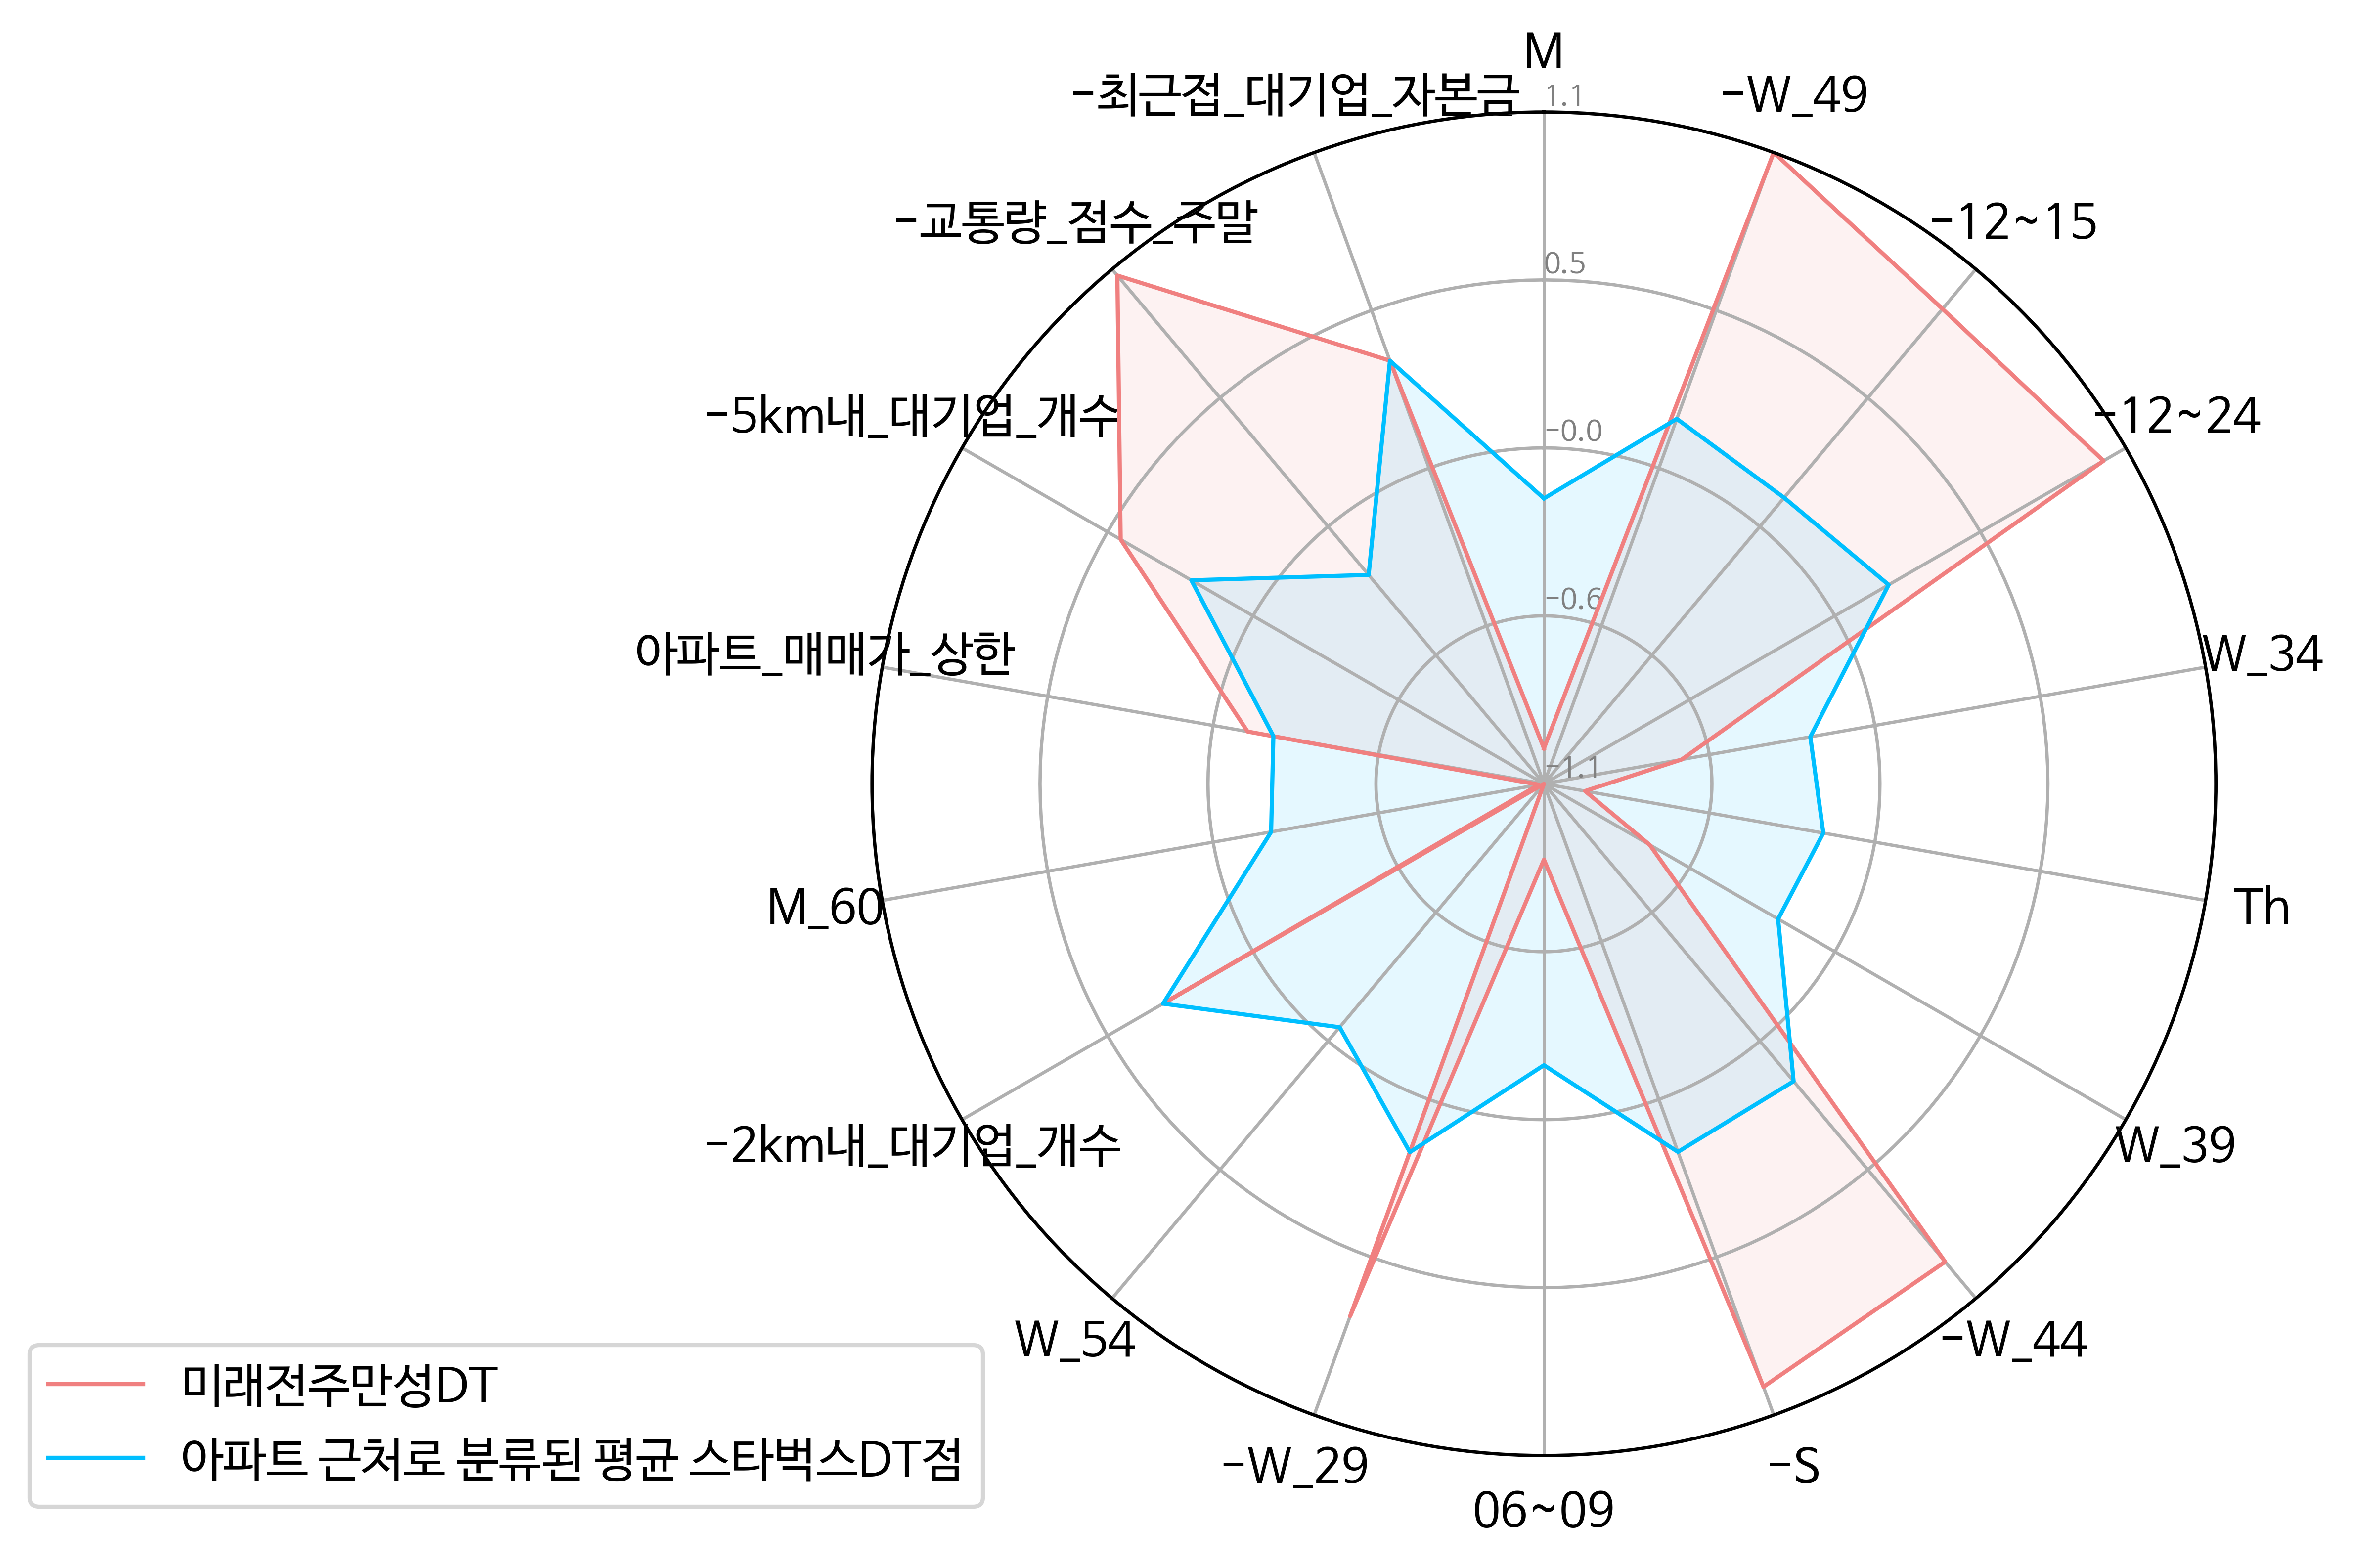 M
−최근접_대기업_자본금
1.1
−W_49
−교통량_점수_주말
−12~15
0.5
−5km내_대기업_개수
−0.0
−12~24
−0.6
아파트_매매가_상한
W_34
−1.1
M_60
Th
−2km내_대기업_개수
W_39
W_54
−W_44
미래전주만성DT
아파트 근처로 분류된 평균 스타벅스DT점
−W_29
−S
06~09